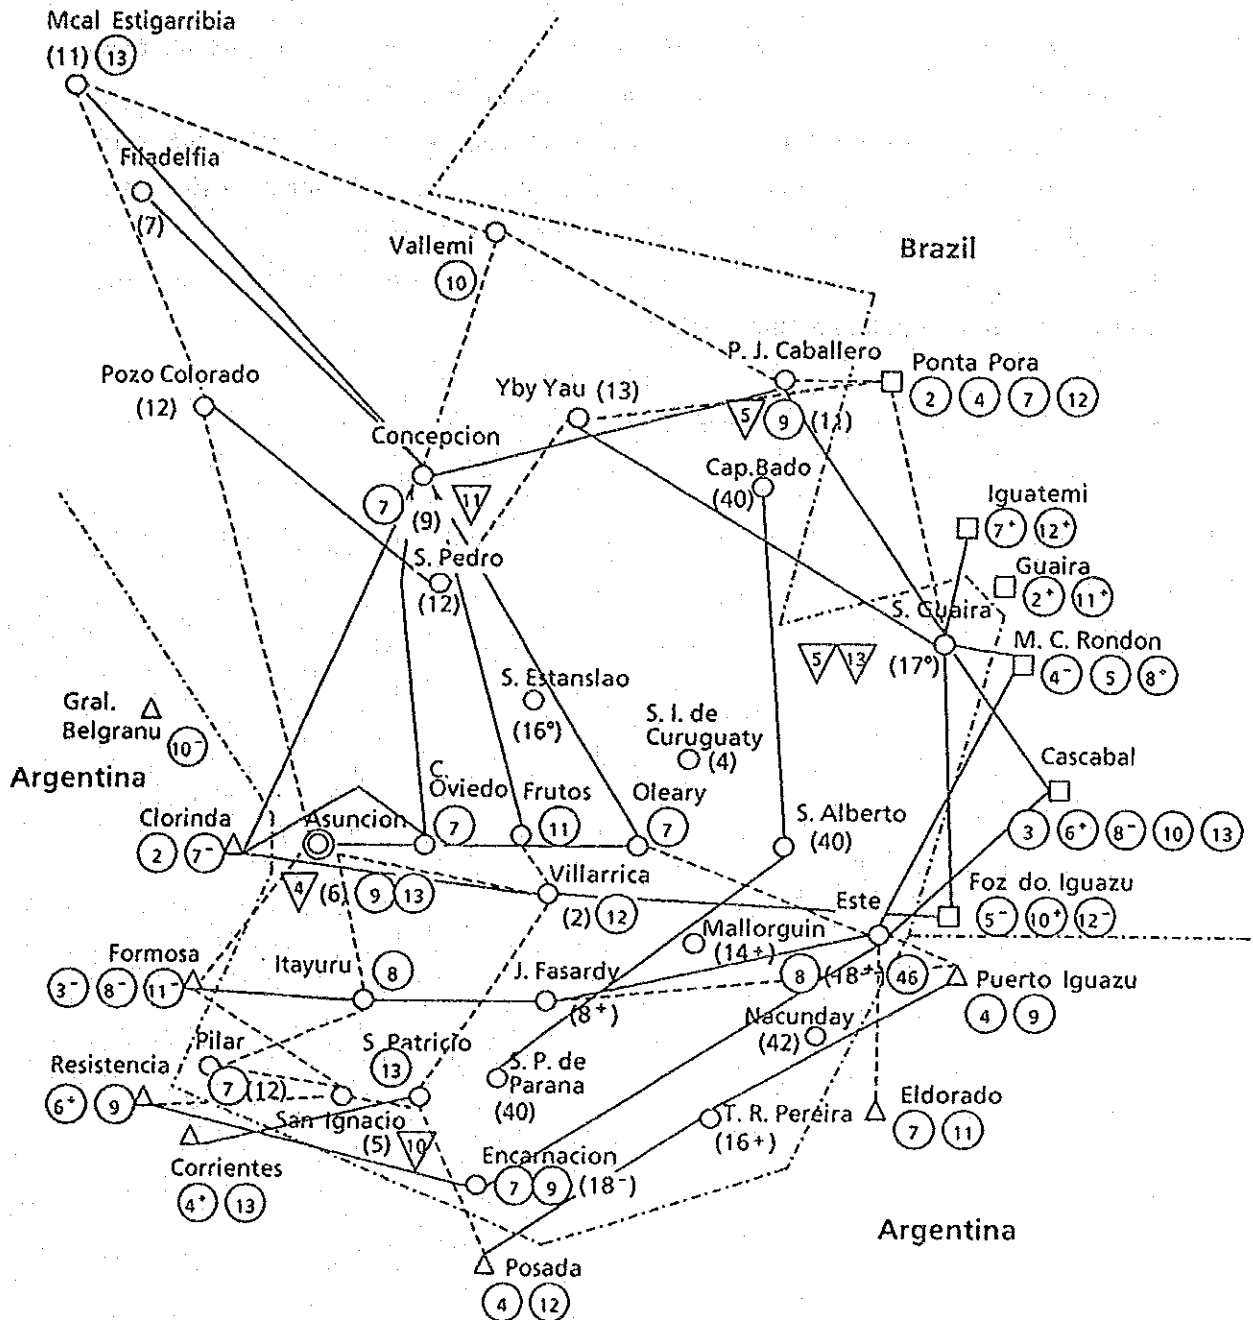 Mcal Estigarribia
(11) 13
Filadelfia
(7)
Vallemi
10
Brazil
P. J. Caballero
Ponta Pora
2 4 7 12
Pozo Colorado
(12)
Yby Yau (13)
5 9 (11)
Concepcion
7 (9) 11
Cap.Bado
(40)
Iguatemi
7+ 12+
S. Pedro
(12)
Guaira
2+ 11+
S. Guaira
5 13 (17°)
M. C. Rondon
4- 5 8+
S. Estanslao
(16°)
S. I. de
Curuguaty
(4)
Gral.
Belgranu
10-
Argentina
Cascabal
3 6+ 8- 10 13
Clorinda
2 7-
Asuncion
4 (6) 9 13
C.
Oviedo
7
Frutos
11
Oleary
7
S. Alberto
(40)
Villarrica
(2) 12
Este
8 (18+) 46-
Foz do Iguazu
5- 10+ 12-
Mallorguin
(14+)
Formosa
3- 8- 11-
Itayuru 8
J. Fasardy
(8+)
Puerto Iguazu
4 9
Nacunday
(42)
Pilar
7 (12)
S Patricio
13
S. P. de
Parana
(40)
Resistencia
6+ 9
San Ignacio
(5) 10
T. R. Pereira
(16+)
Eldorado
7 11
Corrientes
4+ 13
Encarnacion
7 9 (18-)
Argentina
Posada
4 12